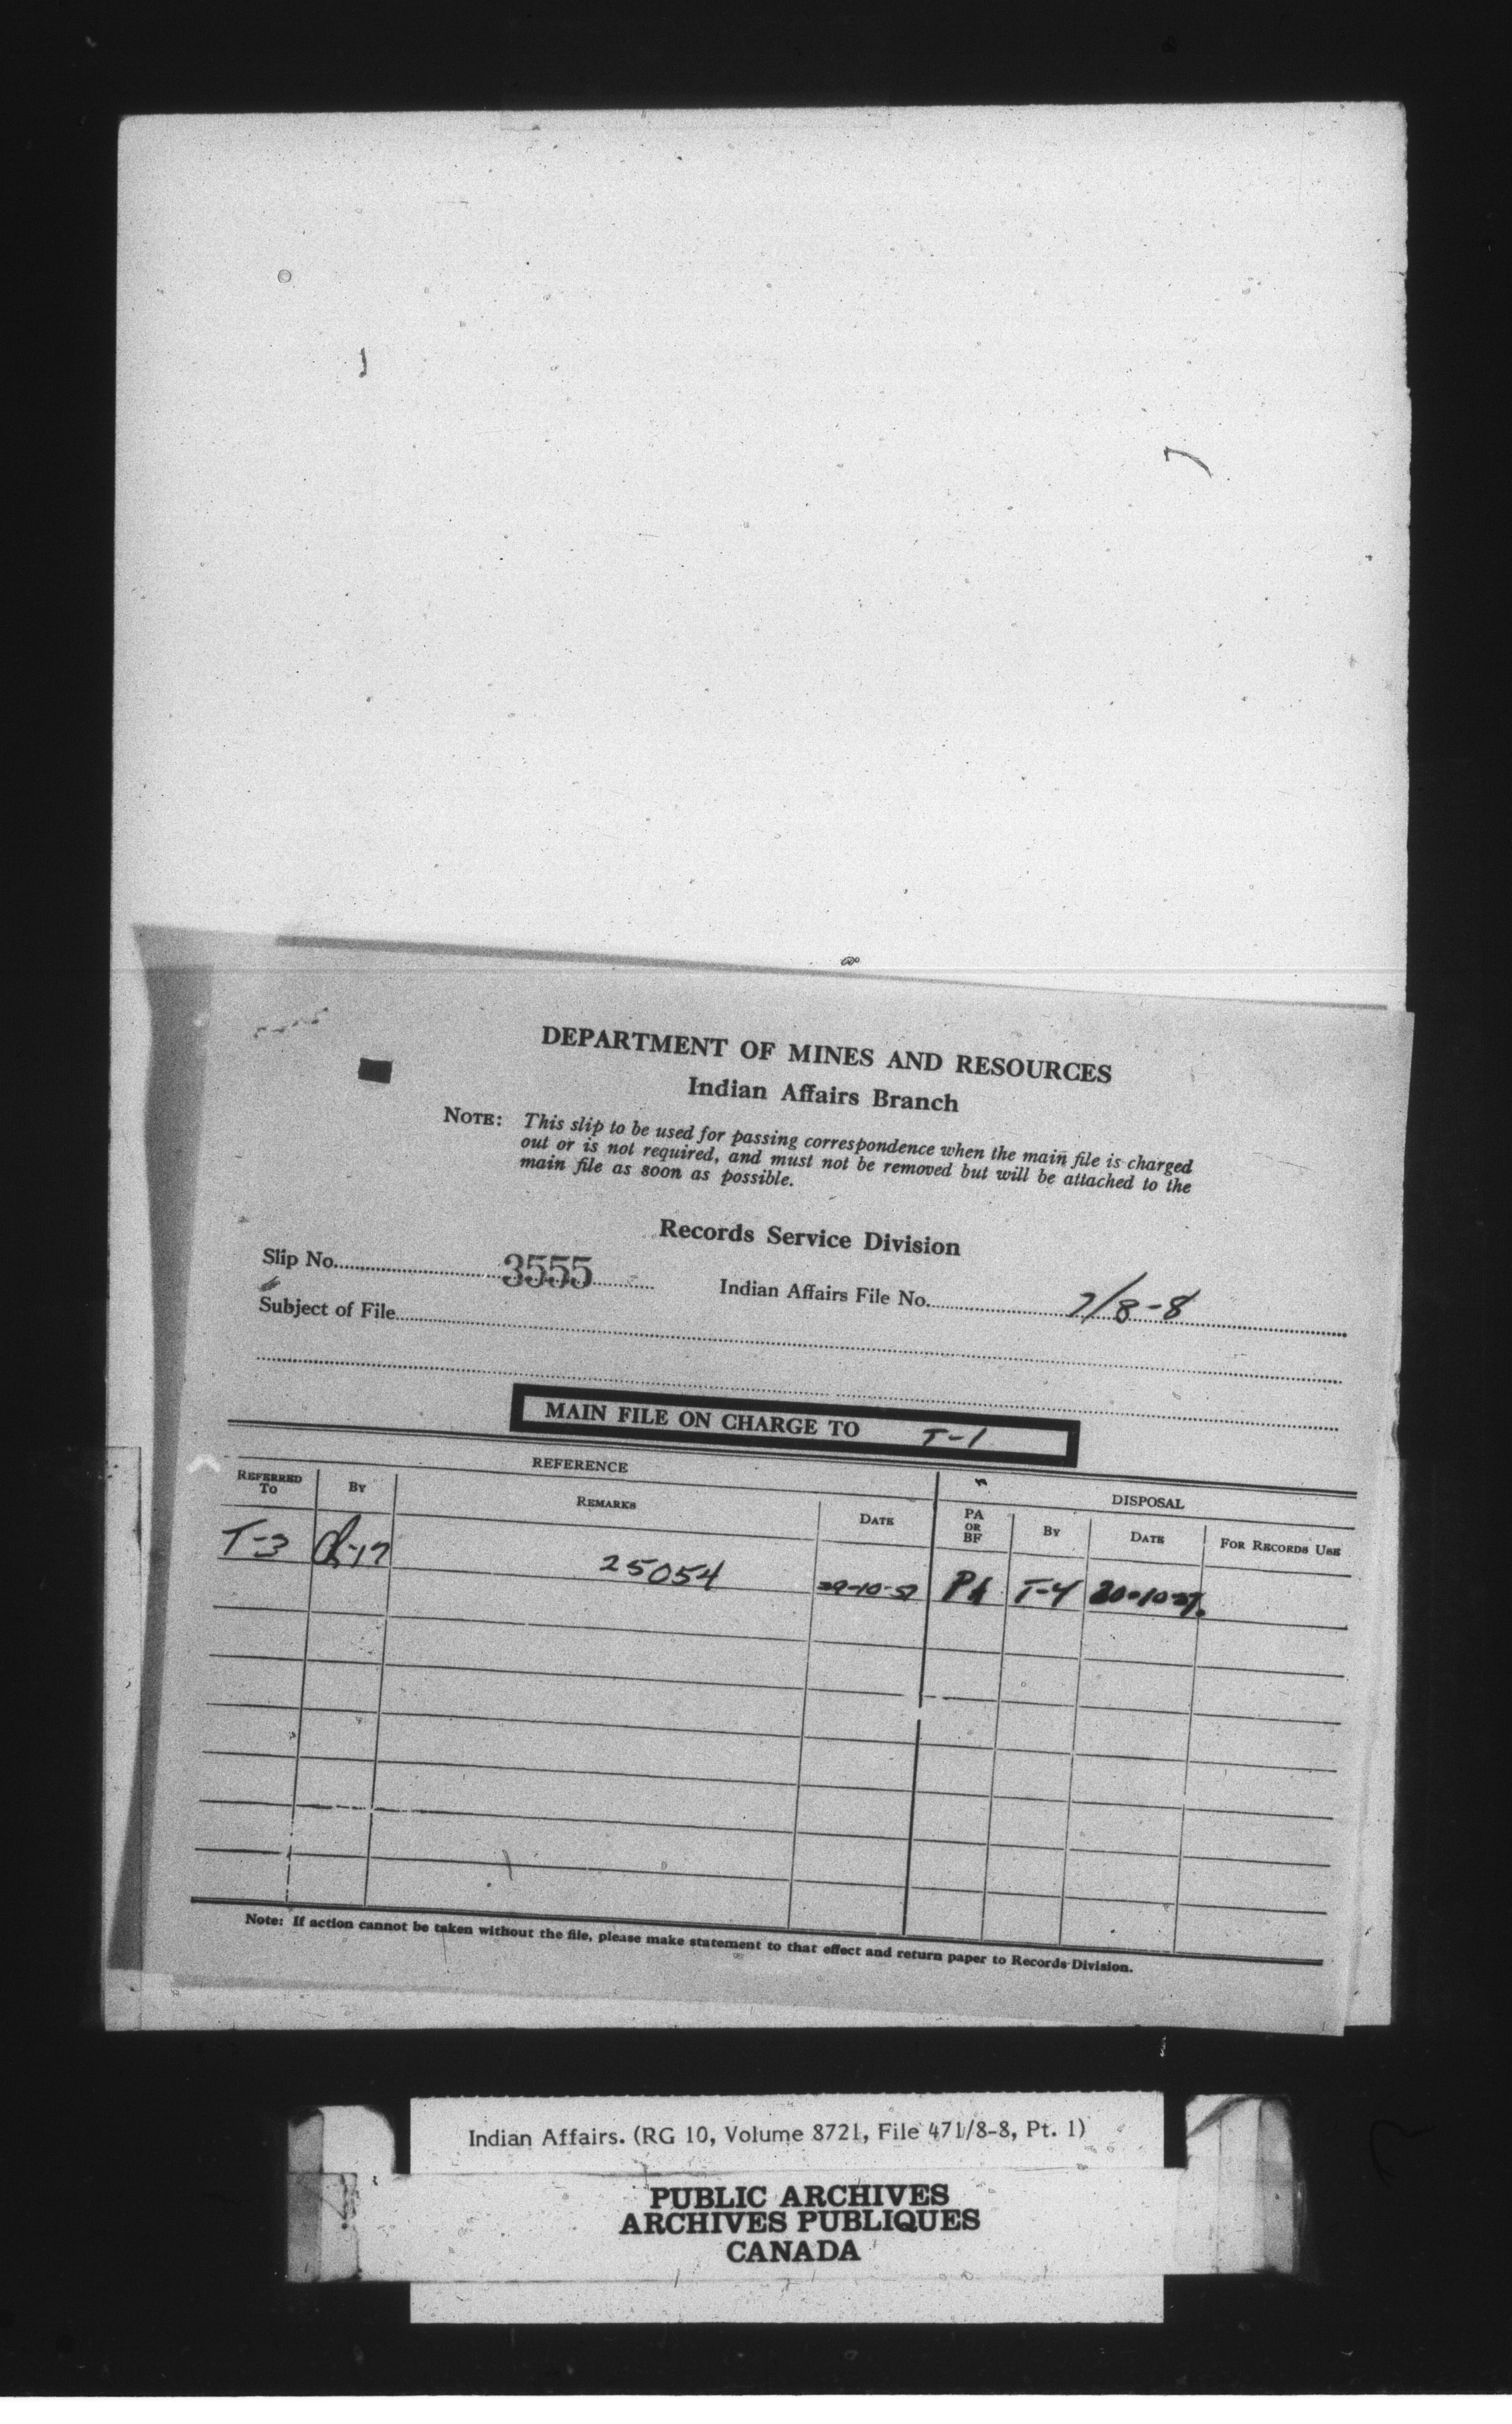 DEPARTMENT OF MINES AND RESOURCES
Indian Affairs Branch
NOTE: This slip to be used for passing correspondence when the main file is charged
out or is not required, and must not be removed but will be attached to the
main file as soon as possible.
Records Service Division
Slip No. 3555 Indian Affairs File No. 7/8-8
Subject of File
MAIN FILE ON CHARGE TO T-1
REFERENCE DISPOSAL
REFERRED TO BY REMARKS DATE PA OR BF BY DATE FOR RECORDS USE
T-3 25054 PA T-4
Note: If action cannot be taken without the file, please make statement to that effect and return paper to Records Division.
Indian Affairs. (RG 10, Volume 8721, File 471/8-8, Pt. 1)
PUBLIC ARCHIVES
ARCHIVES PUBLIQUES
CANADA